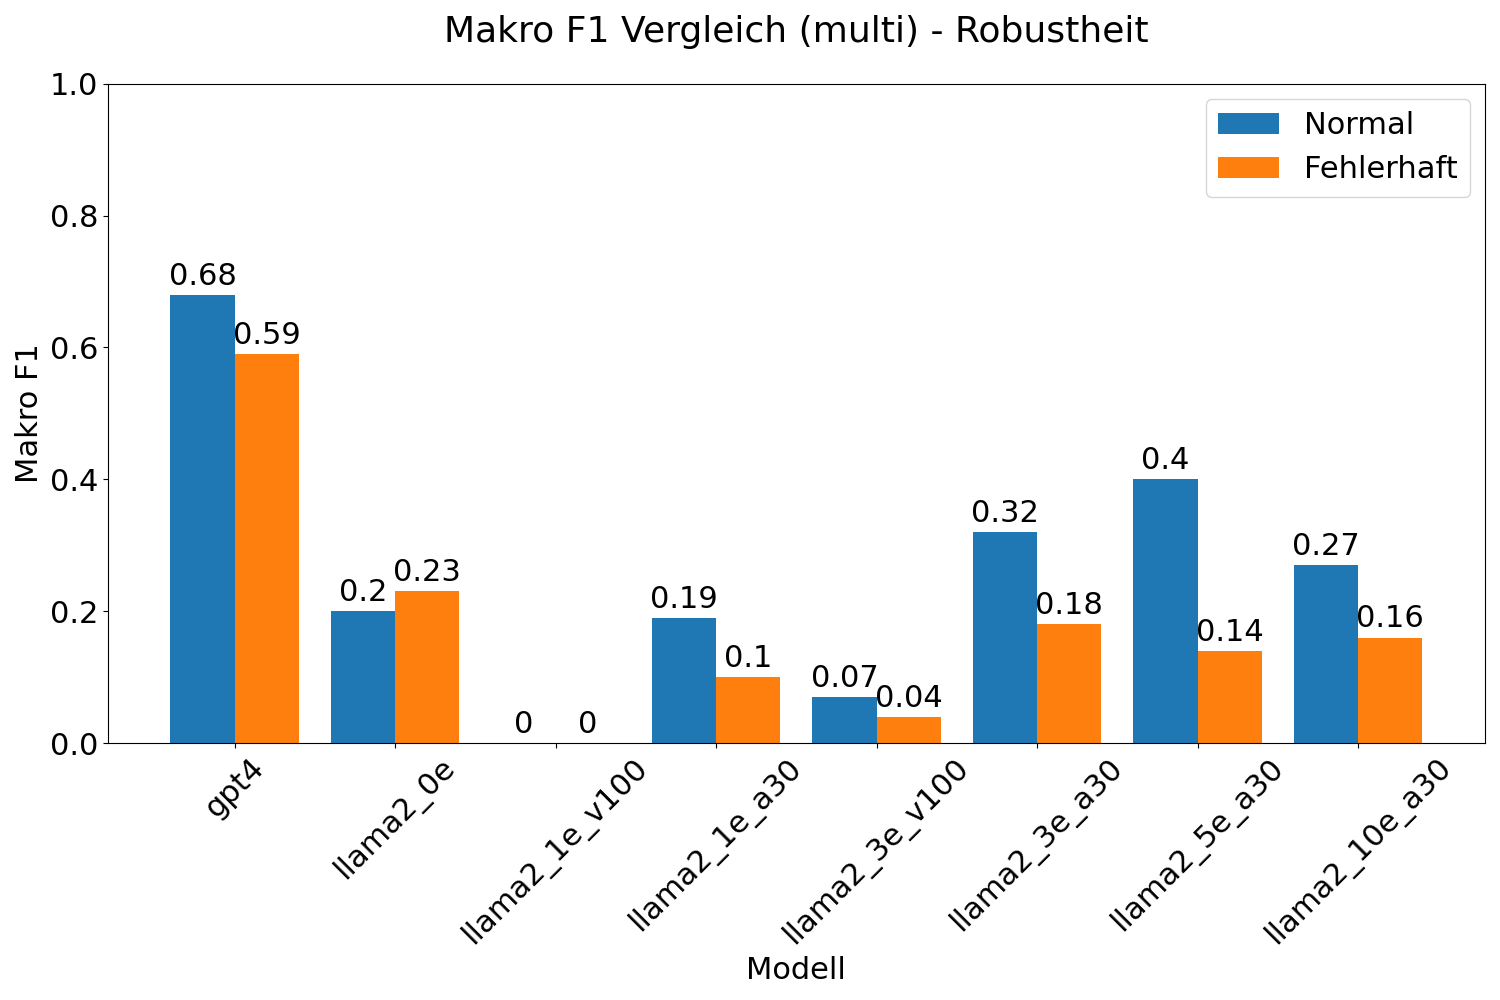 Makro F1 Vergleich (multi) - Robustheit
1.0
0.8
0.6
0.4
0.2
0.0
Makro F1
Normal
Fehlerhaft
0.68
0.59
0.2
0.23
0
0
0.19
0.1
0.07
0.04
0.32
0.18
0.4
0.14
0.27
0.16
gpt4
llama2_0e
llama2_1e_v100
llama2_1e_a30
llama2_3e_v100
llama2_3e_a30
llama2_5e_a30
llama2_10e_a30
Modell